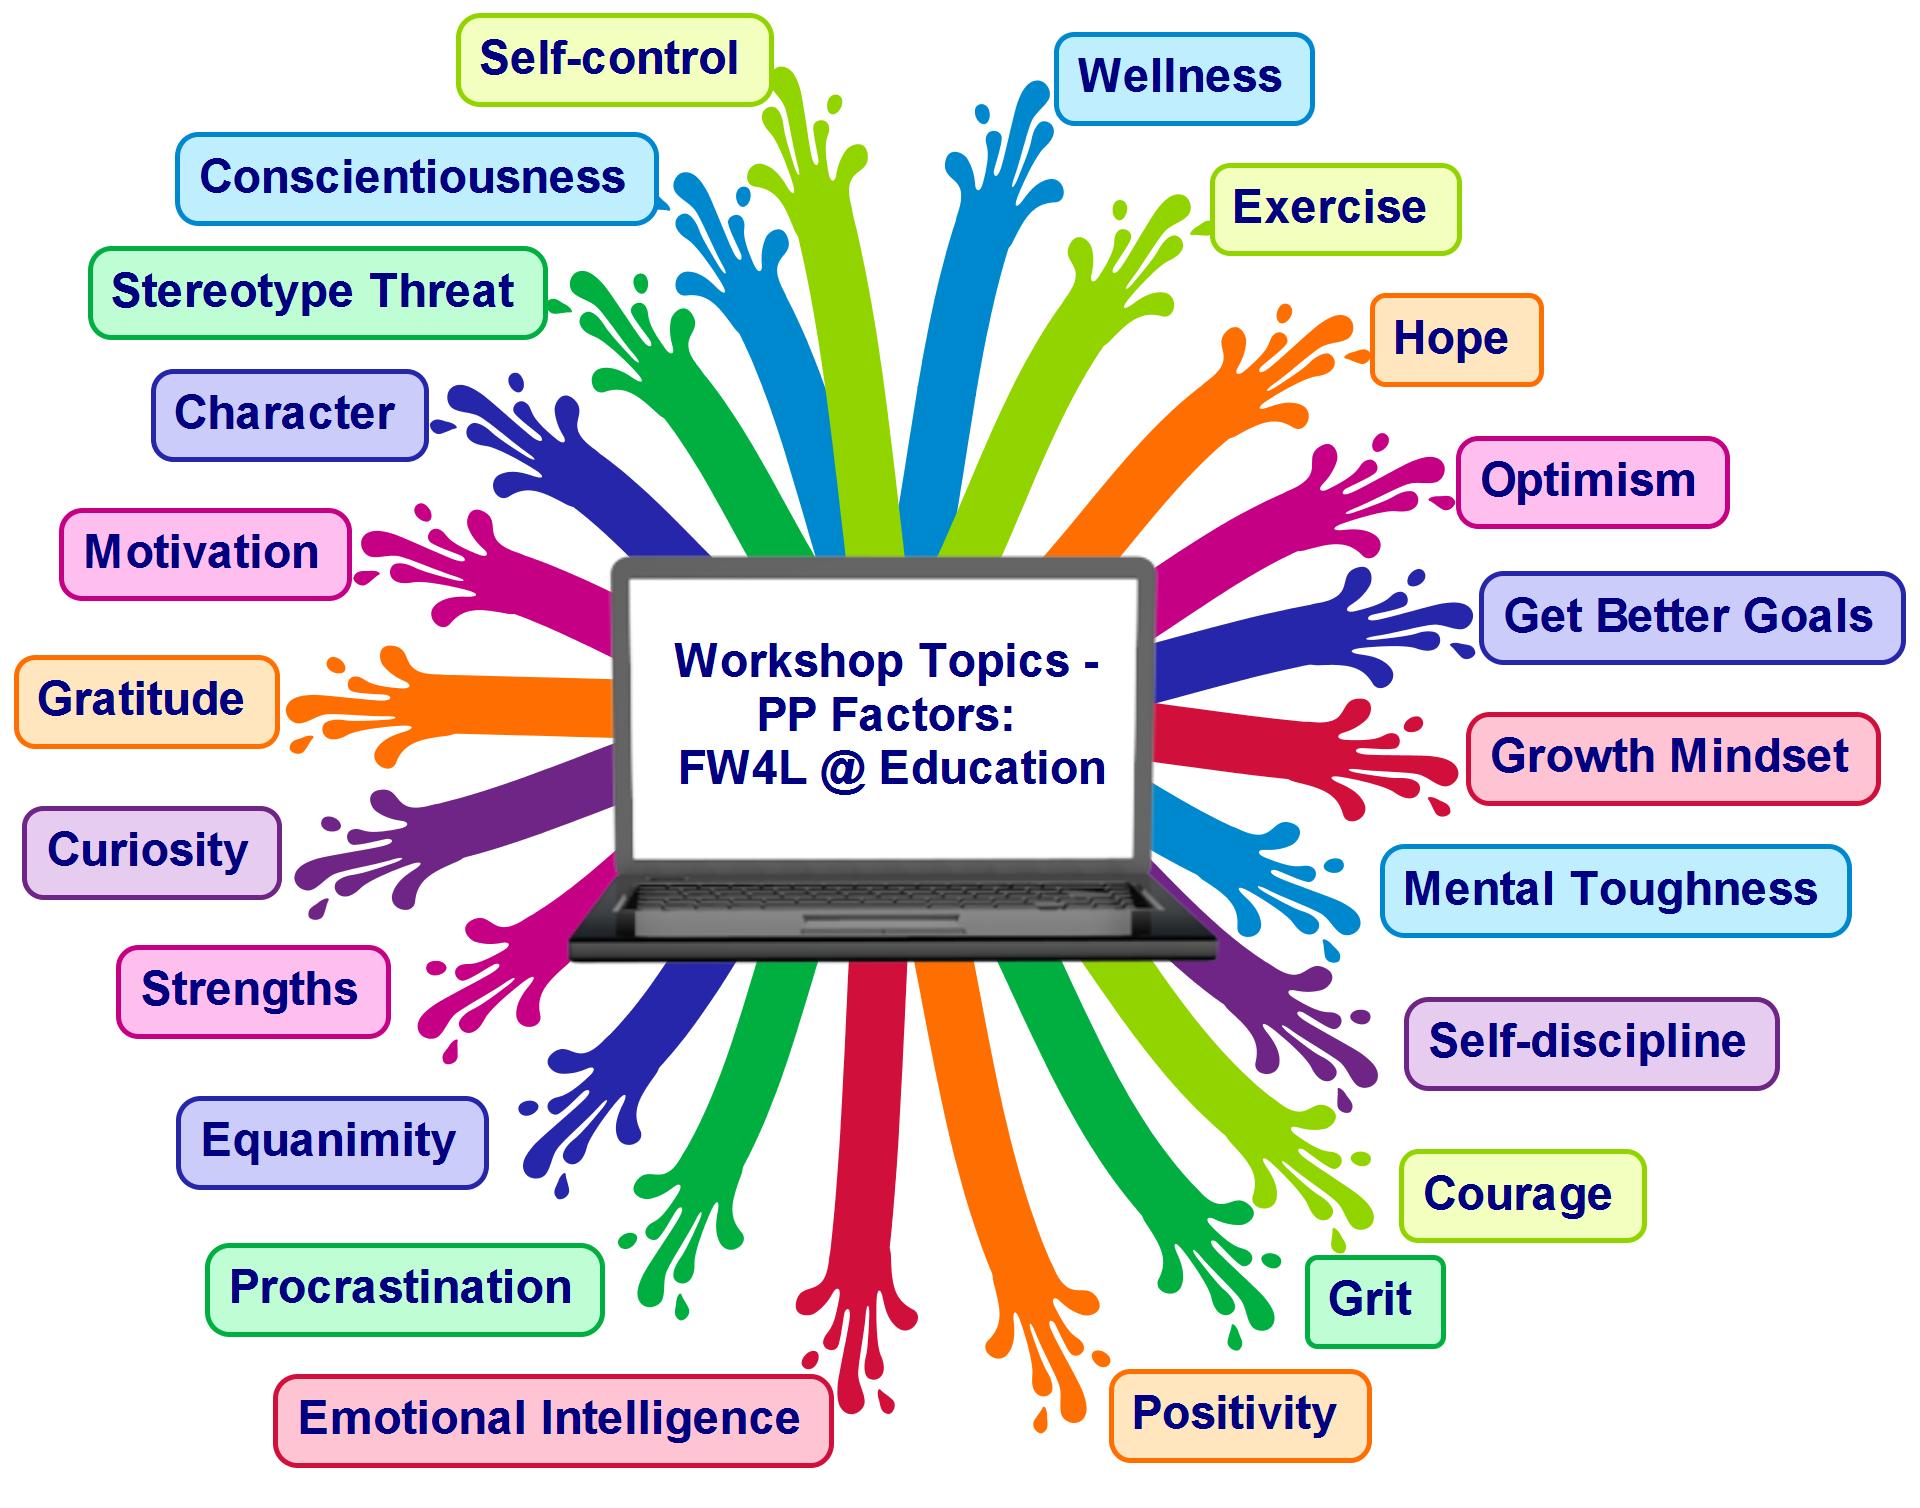 Self-control
Wellness
Conscientiousness
Exercise
Stereotype Threat
Hope
Character
Optimism
Motivation
Get Better Goals
Workshop Topics -
PP Factors:
FW4L @ Education
Gratitude
Growth Mindset
Curiosity
Mental Toughness
Strengths
Self-discipline
Equanimity
Courage
Procrastination
Grit
Emotional Intelligence
Positivity